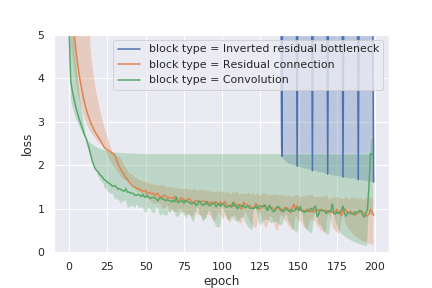 5
4
3
2
1
0
loss
block type = Inverted residual bottleneck
block type = Residual connection
block type = Convolution
0 25 50 75 100 125 150 175 200
epoch